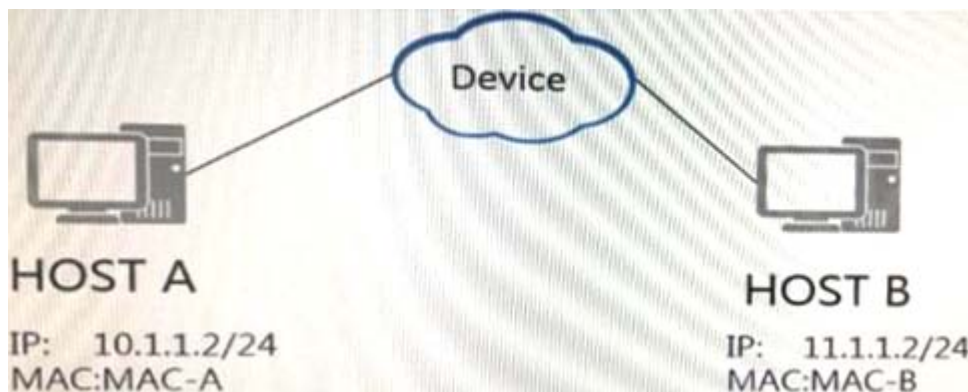 Device
HOST A
IP: 10.1.1.2/24
MAC:MAC-A
HOST B
IP: 11.1.1.2/24
MAC:MAC-B